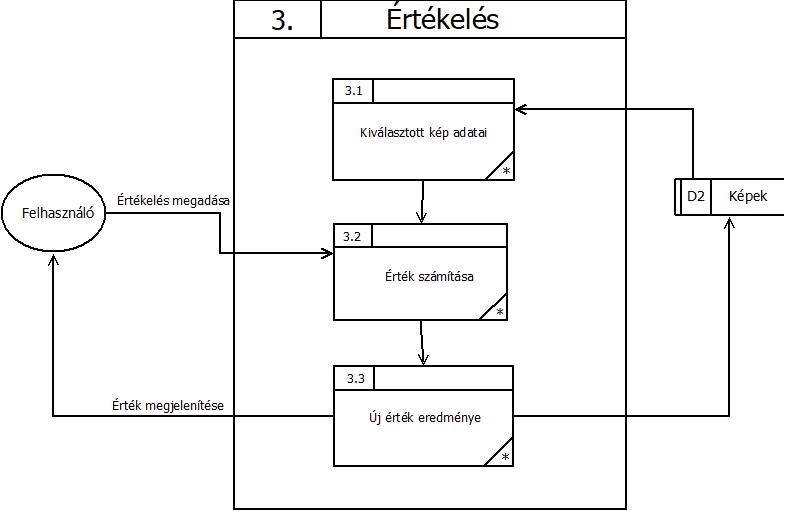 3. Értékelés
3.1
Kiválasztott kép adatai
*
Értékelés megadása
Felhasználó
D2 Képek
3.2
Érték számítása
*
3.3
Érték megjelenítése
Új érték eredménye
*